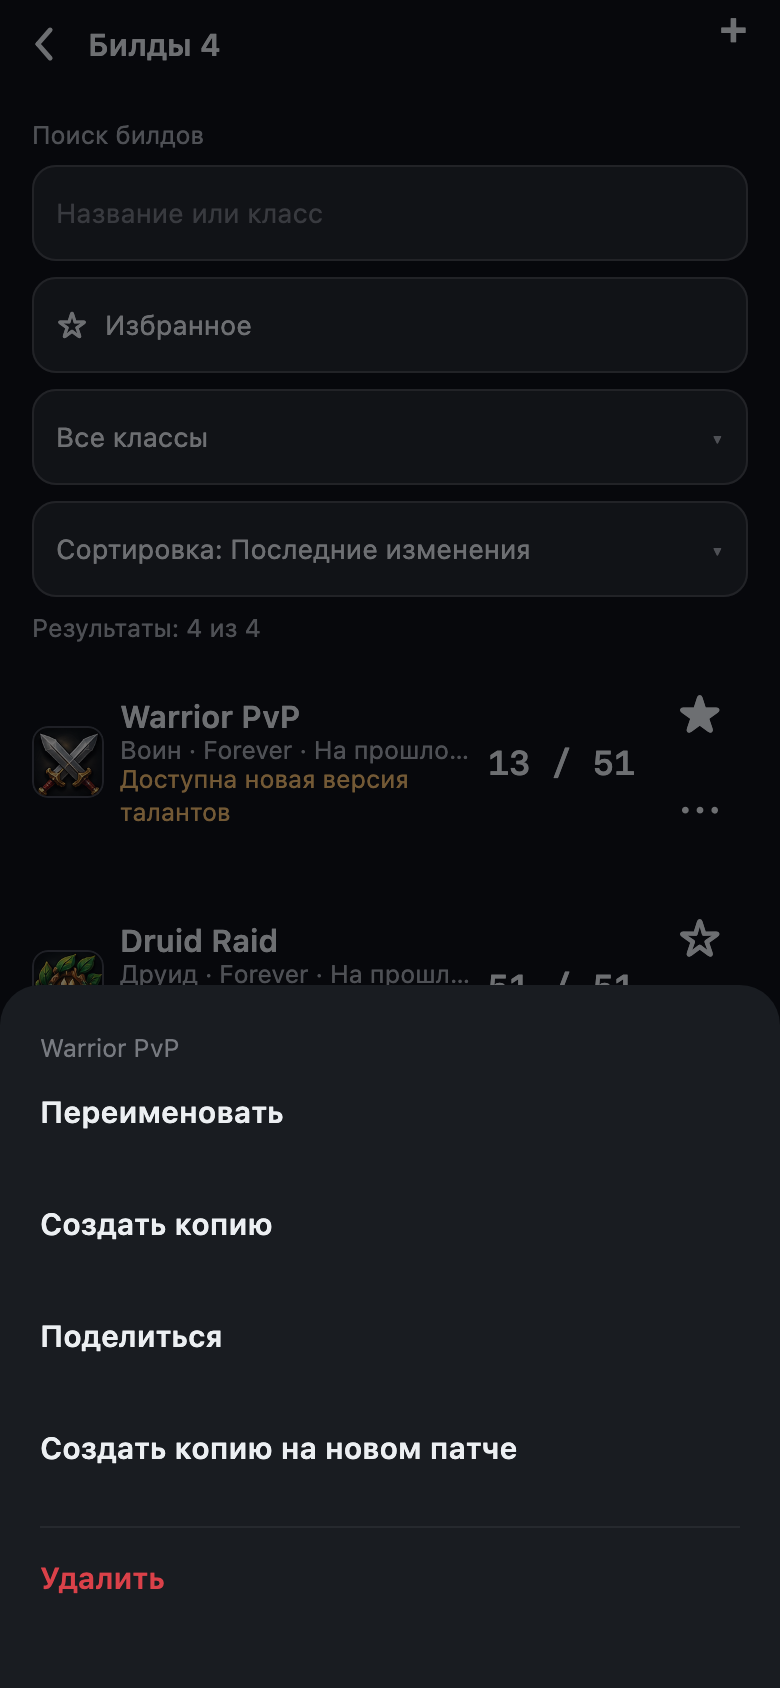 Билды 4
+
Поиск билдов
Название или класс
Избранное
Все классы
Сортировка: Последние изменения
Результаты: 4 из 4
Warrior PvP
Воин · Forever · На прошло...
13 / 51
Доступна новая версия
талантов
Druid Raid
Друид · Forever · На прошл...
51 / 51
Warrior PvP
Переименовать
Создать копию
Поделиться
Создать копию на новом патче
Удалить